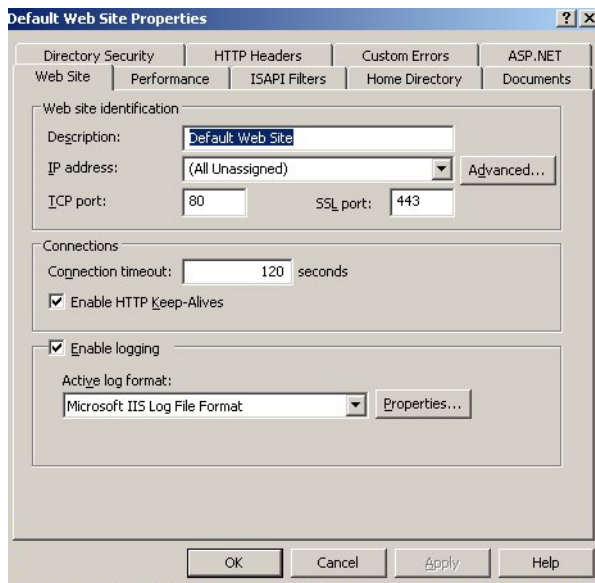 Default Web Site Properties
? X
Directory Security HTTP Headers Custom Errors ASP.NET
Web Site Performance ISAPI Filters Home Directory Documents
Web site identification
Description: Default Web Site
IP address: (All Unassigned) Advanced...
TCP port: 80 SSL port: 443
Connections
Connection timeout: 120 seconds
Enable HTTP Keep-Alives
Enable logging
Active log format:
Microsoft IIS Log File Format Properties...
OK Cancel Apply Help